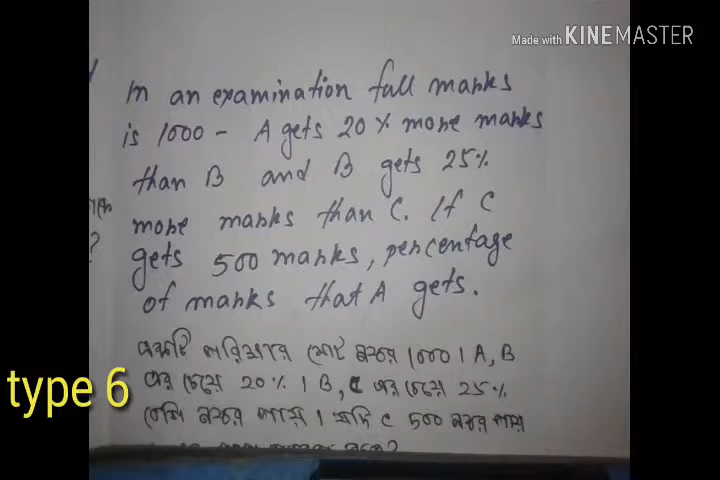 Made with KINEMASTER
In an examination full marks
is 1000 - A gets 20% more marks
than B and B gets 25%
more marks than C. If C
gets 500 marks, percentage
of marks that A gets.
একটি পরিক্ষায় মোট নম্বর 1000। A, B
এর চেয়ে 20%। B, C এর চেয়ে 25%
বেশি নম্বর পায়। যদি C 500 নম্বর পায়
type 6
?